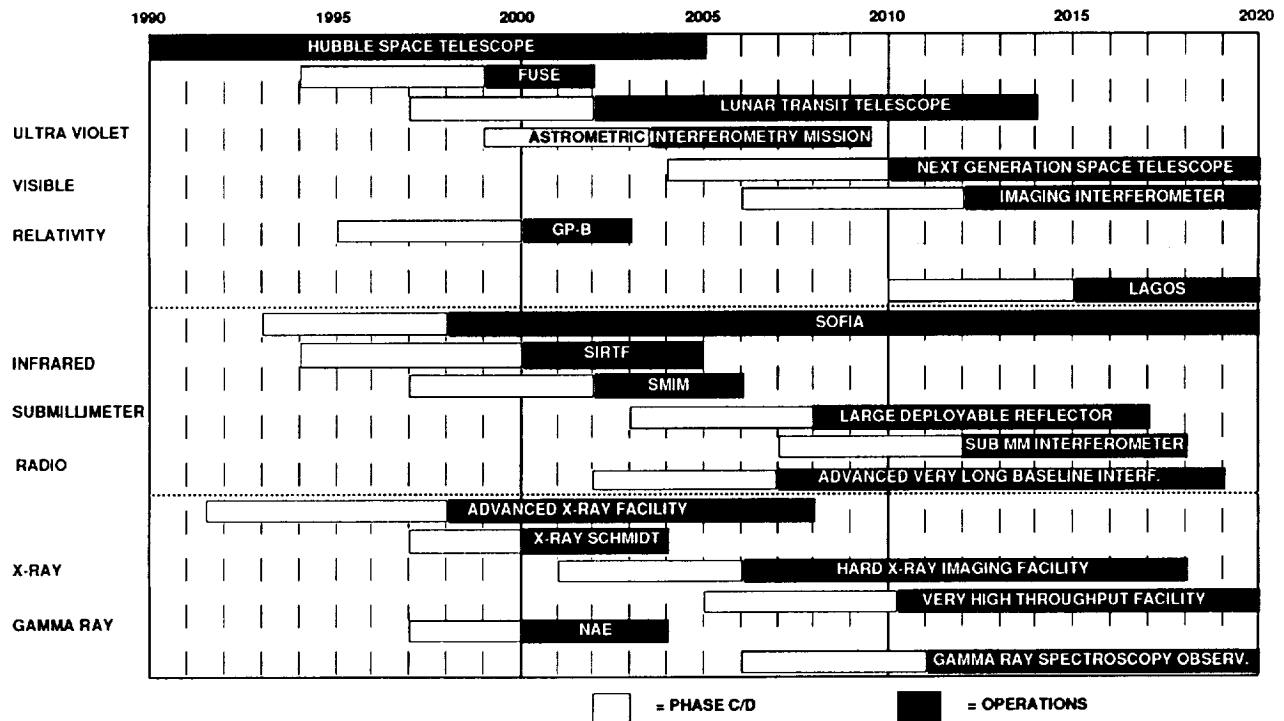 1990 1995 2000 2005 2010 2015 2020
HUBBLE SPACE TELESCOPE
FUSE
LUNAR TRANSIT TELESCOPE
ULTRA VIOLET
ASTROMETRIC INTERFEROMETRY MISSION
NEXT GENERATION SPACE TELESCOPE
VISIBLE
IMAGING INTERFEROMETER
RELATIVITY
GP-B
LAGOS
SOFIA
INFRARED
SIRTF
SMIM
SUBMILLIMETER
LARGE DEPLOYABLE REFLECTOR
SUB MM INTERFEROMETER
RADIO
ADVANCED VERY LONG BASELINE INTERF.
ADVANCED X-RAY FACILITY
X-RAY SCHMIDT
X-RAY
HARD X-RAY IMAGING FACILITY
VERY HIGH THROUGHPUT FACILITY
GAMMA RAY
NAE
GAMMA RAY SPECTROSCOPY OBSERV.
= PHASE C/D
= OPERATIONS